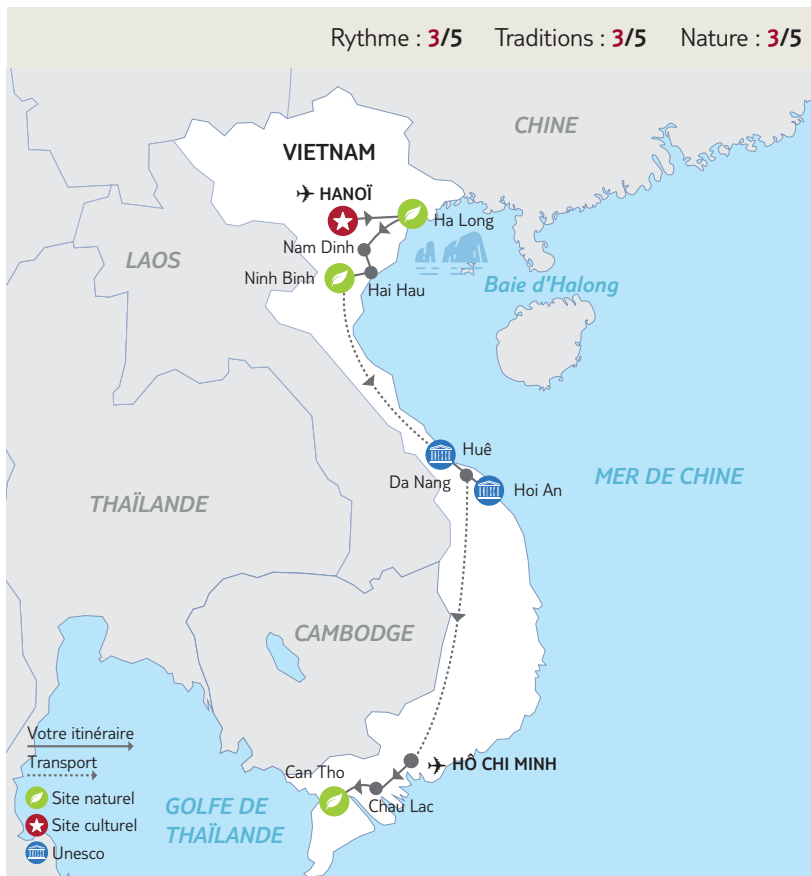 Rythme : 3/5 Traditions : 3/5 Nature : 3/5
CHINE
VIETNAM
HANOÏ
Ha Long
Nam Dinh
LAOS
Ninh Binh
Hai Hau
Baie d'Halong
Huê
Da Nang
Hoi An
MER DE CHINE
THAÏLANDE
CAMBODGE
Votre itinéraire
Transport
Site naturel
Site culturel
Unesco
Can Tho
HÔ CHI MINH
Chau Lac
GOLFE DE
THAÏLANDE